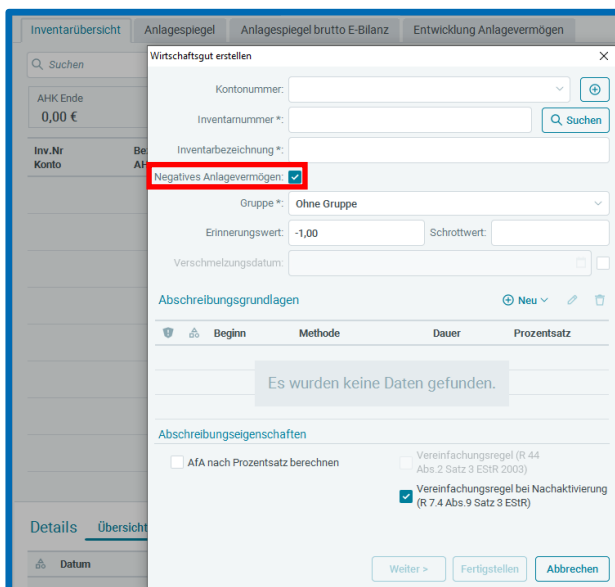 Inventarübersicht Anlagespiegel Anlagespiegel brutto E-Bilanz Entwicklung Anlagevermögen
Suchen
AHK Ende
0,00 €
Inv.Nr
Konto
Wirtschaftsgut erstellen
Kontonummer:
Inventarnummer *: Suchen
Inventarbezeichnung *:
Negatives Anlagevermögen:
Gruppe *: Ohne Gruppe
Erinnerungswert: -1,00 Schrottwert:
Verschmelzungsdatum:
Abschreibungsgrundlagen Neu
Beginn Methode Dauer Prozentsatz
Es wurden keine Daten gefunden.
Abschreibungseigenschaften
AfA nach Prozentsatz berechnen
Vereinfachungsregel (R 44
Abs.2 Satz 3 EStR 2003)
Vereinfachungsregel bei Nachaktivierung
(R 7.4 Abs.9 Satz 3 EStR)
Weiter > Fertigstellen Abbrechen
Details Übersicht
Datum